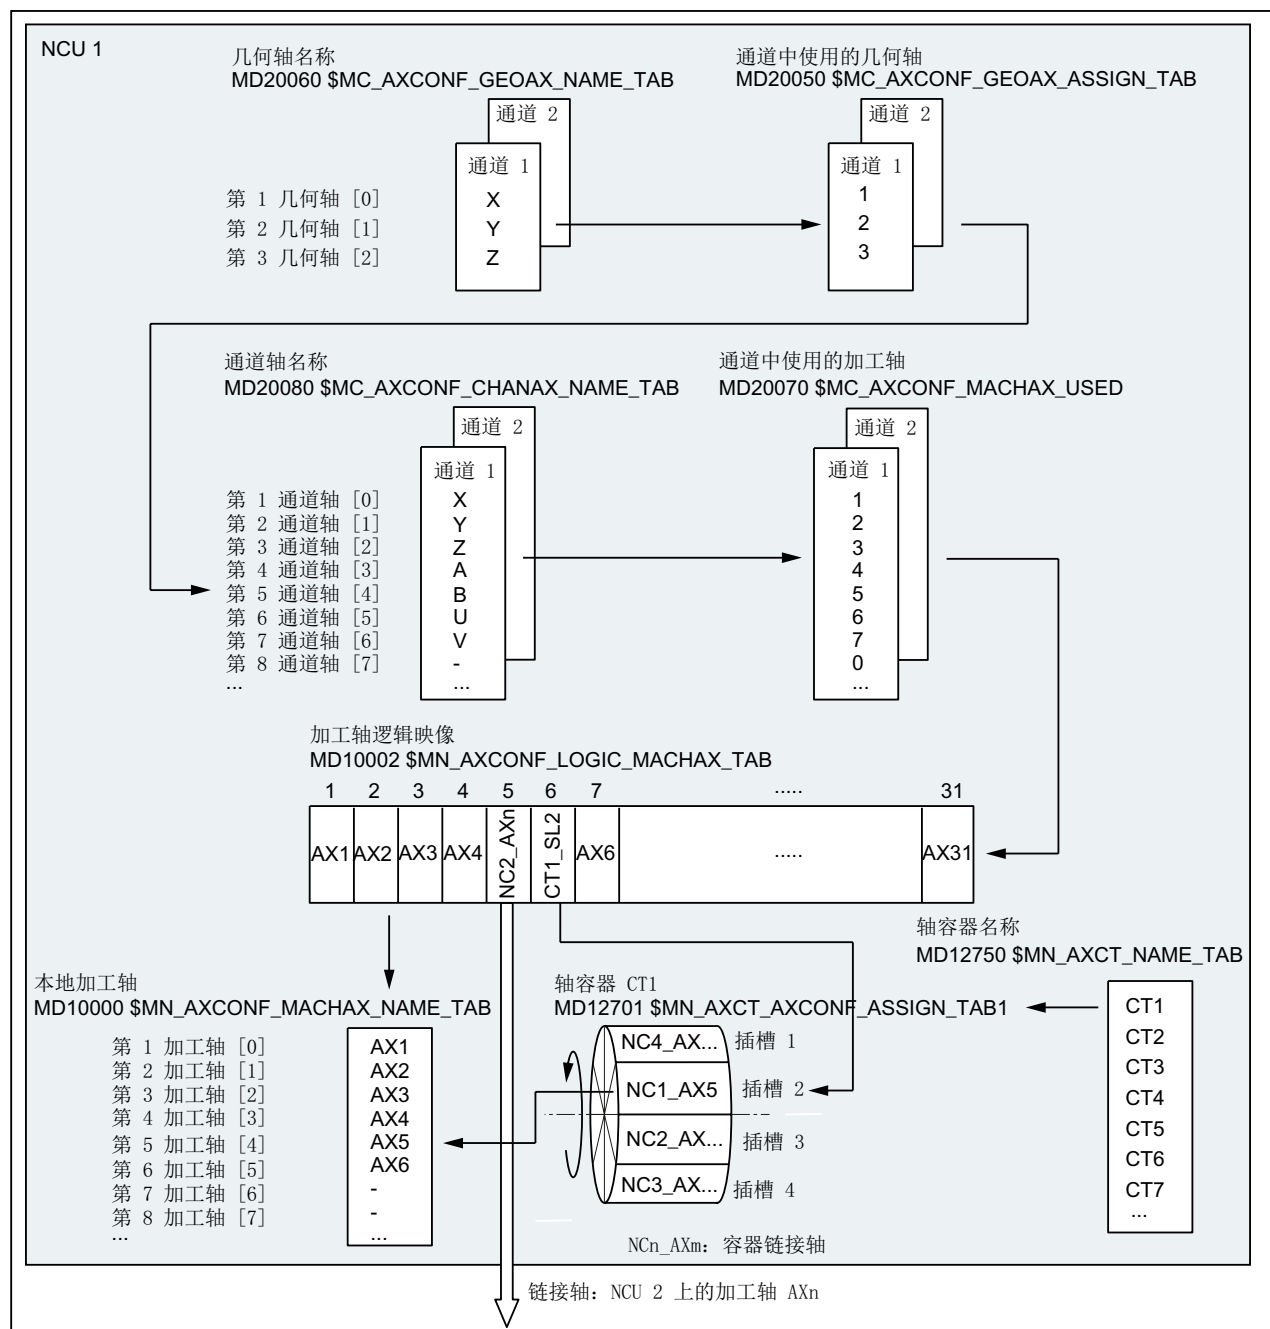 NCU 1
几何轴名称
MD20060 $MC_AXCONF_GEOAX_NAME_TAB
通道中使用的几何轴
MD20050 $MC_AXCONF_GEOAX_ASSIGN_TAB
通道 2
通道 2
通道 1
通道 1
第 1 几何轴 [0] X 1
第 2 几何轴 [1] Y 2
第 3 几何轴 [2] Z 3
通道轴名称
MD20080 $MC_AXCONF_CHANAX_NAME_TAB
通道中使用的加工轴
MD20070 $MC_AXCONF_MACHAX_USED
通道 2
通道 2
通道 1
通道 1
第 1 通道轴 [0] X 1
第 2 通道轴 [1] Y 2
第 3 通道轴 [2] Z 3
第 4 通道轴 [3] A 4
第 5 通道轴 [4] B 5
第 6 通道轴 [5] U 6
第 7 通道轴 [6] V 7
第 8 通道轴 [7] - 0
... ... ...
加工轴逻辑映像
MD10002 $MN_AXCONF_LOGIC_MACHAX_TAB
1 2 3 4 5 6 7 ..... 31
AX1 AX2 AX3 AX4 NC2_AXn CT1_SL2 AX6 ..... AX31
轴容器名称
MD12750 $MN_AXCT_NAME_TAB
本地加工轴
MD10000 $MN_AXCONF_MACHAX_NAME_TAB
轴容器 CT1
MD12701 $MN_AXCT_AXCONF_ASSIGN_TAB1
第 1 加工轴 [0] AX1
第 2 加工轴 [1] AX2
第 3 加工轴 [2] AX3
第 4 加工轴 [3] AX4
第 5 加工轴 [4] AX5
第 6 加工轴 [5] AX6
第 7 加工轴 [6] -
第 8 加工轴 [7] -
... ...
NC4_AX... 插槽 1
NC1_AX5 插槽 2
NC2_AX... 插槽 3
NC3_AX... 插槽 4
CT1
CT2
CT3
CT4
CT5
CT6
CT7
...
NCn_AXm: 容器链接轴
链接轴: NCU 2 上的加工轴 AXn